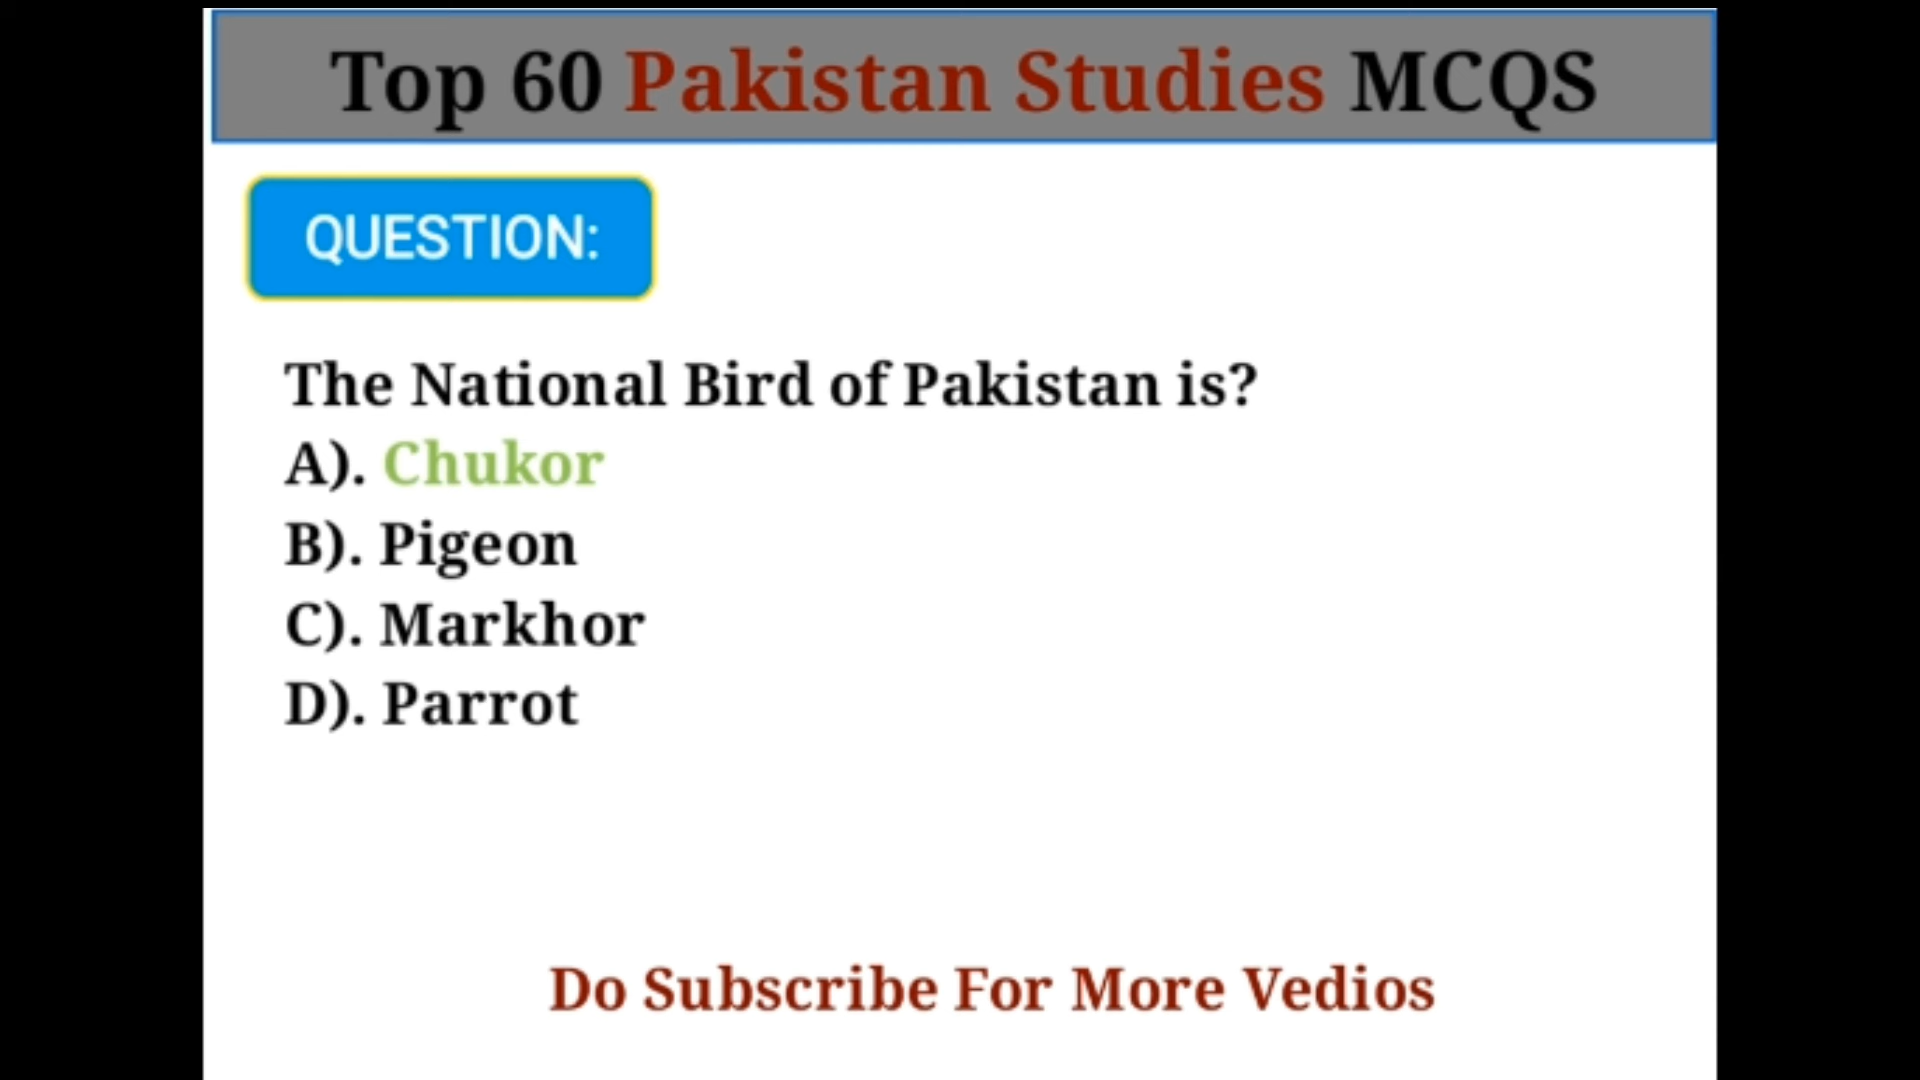 Top 60 Pakistan Studies MCQS
QUESTION:
The National Bird of Pakistan is?
A). Chukor
B). Pigeon
C). Markhor
D). Parrot
Do Subscribe For More Vedios